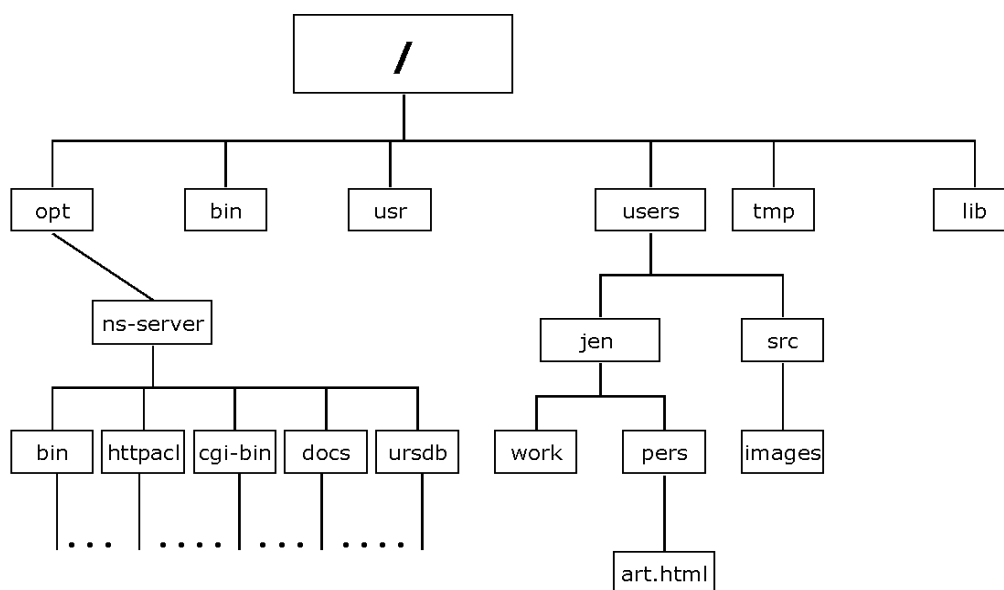 /
opt bin usr users tmp lib
ns-server jen src
bin httpacl cgi-bin docs ursdb work pers images
art.html